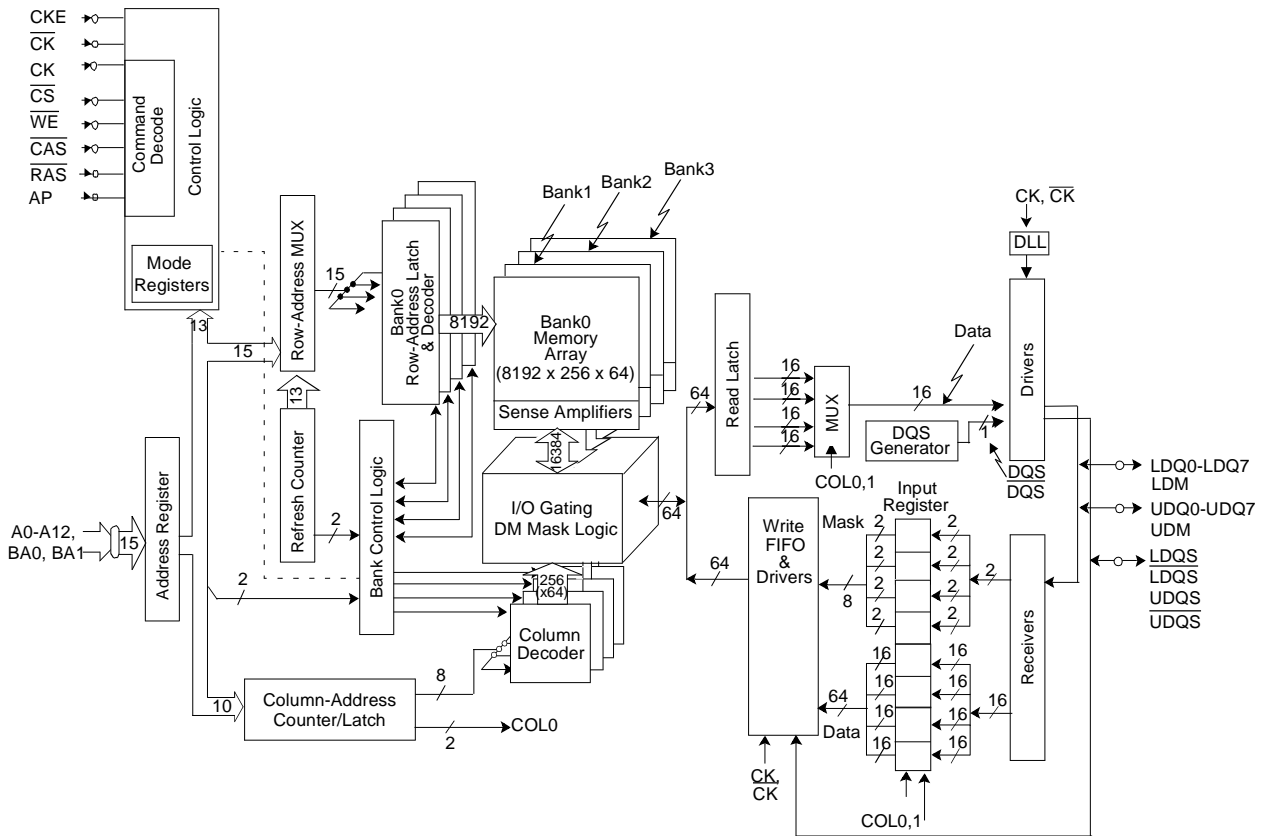 CKE
CK
CK
CS
WE
CAS
RAS
AP
Command
Decode
Control Logic
Mode
Registers
Row-Address MUX
15
13
15
13
Refresh Counter
2
Bank0
Row-Address Latch
& Decoder
8192
Bank1
Bank2
Bank3
Bank0
Memory
Array
(8192 x 256 x 64)
Sense Amplifiers
16384
I/O Gating
DM Mask Logic
64
256
(x64)
Column
Decoder
Bank Control Logic
A0-A12,
BA0, BA1
15
Address Register
2
10
Column-Address
Counter/Latch
8
2
COL0
64
Read Latch
16
16
16
16
MUX
COL0,1
16
Data
DQS
Generator
1
DQS
DQS
CK, CK
DLL
Drivers
LDQ0-LDQ7
LDM
UDQ0-UDQ7
UDM
LDQS
LDQS
UDQS
UDQS
64
Write
FIFO
&
Drivers
CK,
CK
Mask
8
64
Data
Input
Register
2
2
2
2
16
16
16
16
2
2
2
2
16
16
16
16
2
16
COL0,1
Receivers